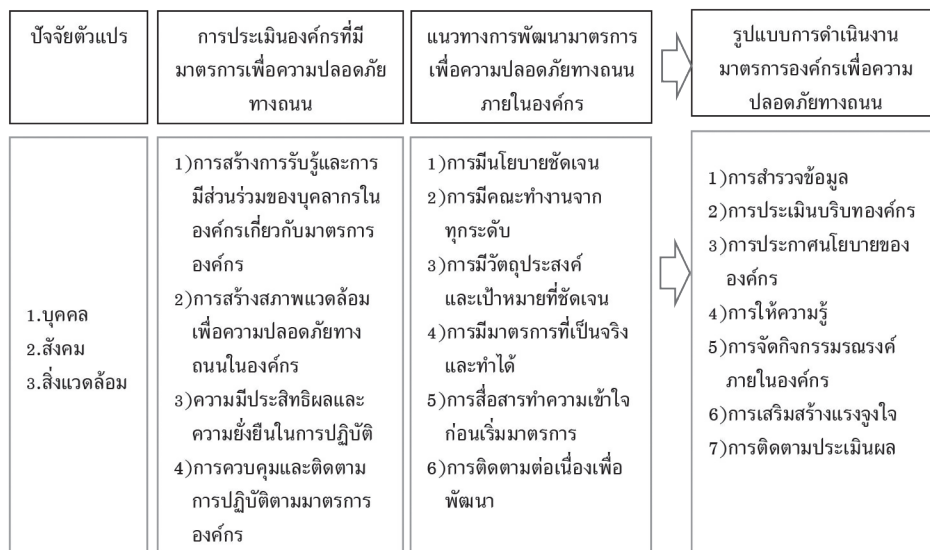 ปัจจัยตัวแปร
การประเมินองค์กรที่มี
มาตรการเพื่อความปลอดภัย
ทางถนน
แนวทางการพัฒนามาตรการ
เพื่อความปลอดภัยทางถนน
ภายในองค์กร
รูปแบบการดำเนินงาน
มาตรการองค์กรเพื่อความ
ปลอดภัยทางถนน
1.บุคคล
2.สังคม
3.สิ่งแวดล้อม
1)การสร้างการรับรู้และการ
มีส่วนร่วมของบุคลากรใน
องค์กรเกี่ยวกับมาตรการ
องค์กร
2)การสร้างสภาพแวดล้อม
เพื่อความปลอดภัยทาง
ถนนในองค์กร
3)ความมีประสิทธิผลและ
ความยั่งยืนในการปฏิบัติ
4)การควบคุมและติดตาม
การปฏิบัติตามมาตรการ
องค์กร
1)การมีนโยบายชัดเจน
2)การมีคณะทำงานจาก
ทุกระดับ
3)การมีวัตถุประสงค์
และเป้าหมายที่ชัดเจน
4)การมีมาตรการที่เป็นจริง
และทำได้
5)การสื่อสารทำความเข้าใจ
ก่อนเริ่มมาตรการ
6)การติดตามต่อเนื่องเพื่อ
พัฒนา
1)การสำรวจข้อมูล
2)การประเมินบริบทองค์กร
3)การประกาศนโยบายของ
องค์กร
4)การให้ความรู้
5)การจัดกิจกรรมรณรงค์
ภายในองค์กร
6)การเสริมสร้างแรงจูงใจ
7)การติดตามประเมินผล